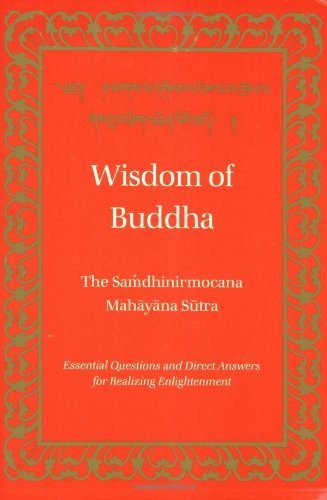 Wisdom of
Buddha
The Saṁdhinirmocana
Mahāyāna Sūtra
Essential Questions and Direct Answers
for Realizing Enlightenment